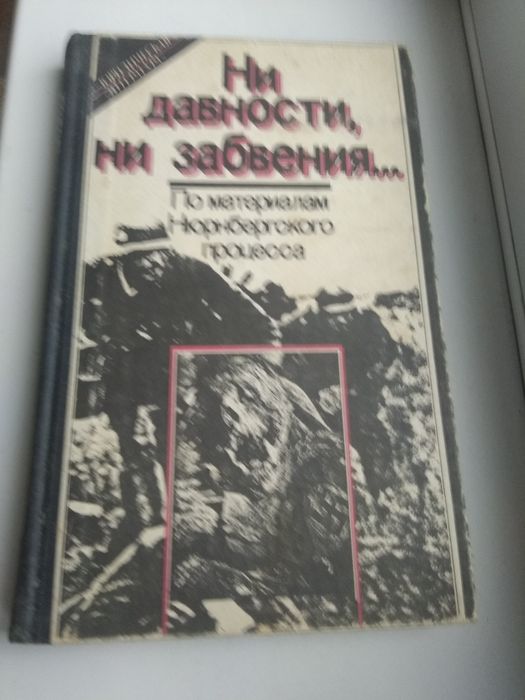 Ни
давности,
ни забвения...
По материалам
Нюрнбергского
процесса